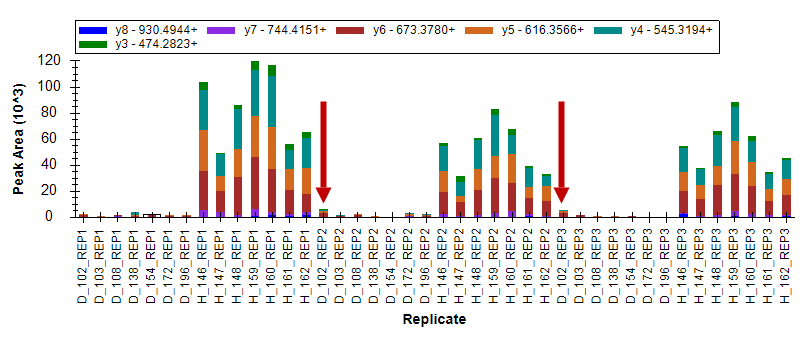 y8 - 930.4944+ y7 - 744.4151+ y6 - 673.3780+ y5 - 616.3566+ y4 - 545.3194+
y3 - 474.2823+
Peak Area (10^3)
120
100
80
60
40
20
0
D_102_REP1
D_103_REP1
D_108_REP1
D_138_REP1
D_154_REP1
D_172_REP1
D_196_REP1
H_146_REP1
H_147_REP1
H_148_REP1
H_159_REP1
H_160_REP1
H_161_REP1
H_162_REP1
D_102_REP2
D_103_REP2
D_108_REP2
D_138_REP2
D_154_REP2
D_172_REP2
D_196_REP2
H_146_REP2
H_147_REP2
H_148_REP2
H_159_REP2
H_160_REP2
H_161_REP2
H_162_REP2
D_102_REP3
D_103_REP3
D_108_REP3
D_138_REP3
D_154_REP3
D_172_REP3
D_196_REP3
H_146_REP3
H_147_REP3
H_148_REP3
H_159_REP3
H_160_REP3
H_161_REP3
H_162_REP3
Replicate